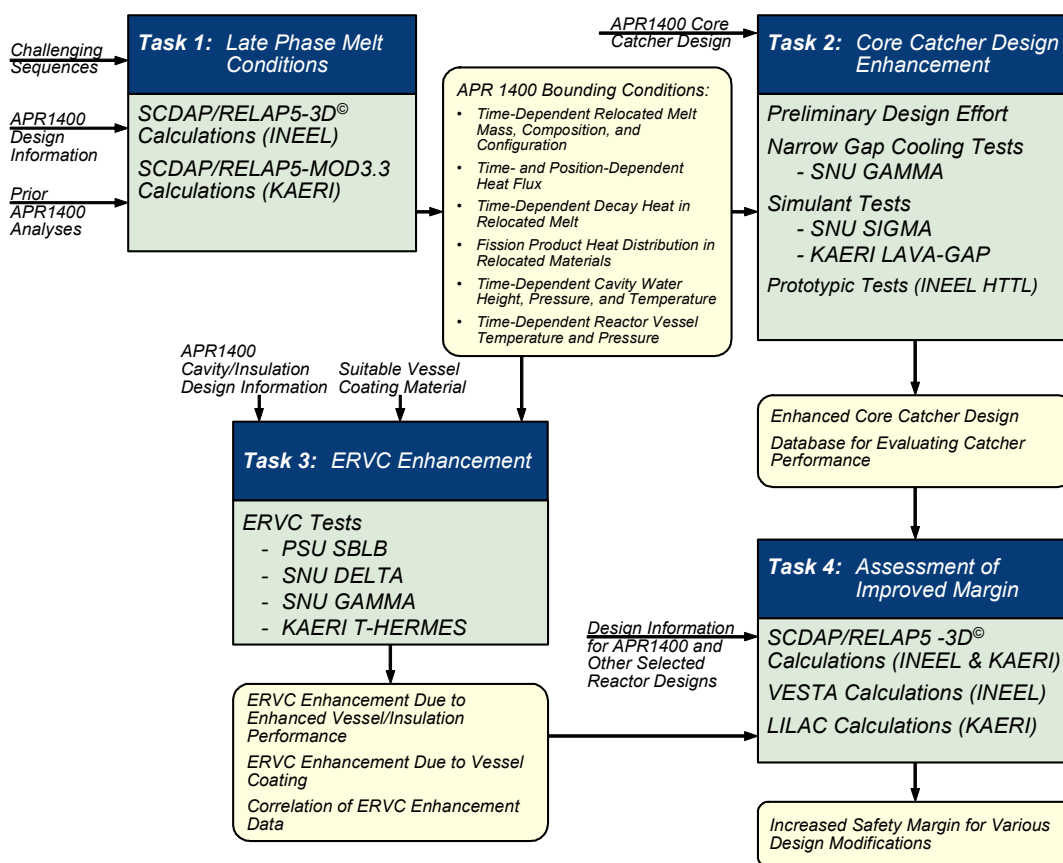 Challenging
Sequences
APR1400
Design
Information
Prior
APR1400
Analyses
Task 1: Late Phase Melt
Conditions
SCDAP/RELAP5-3D©
Calculations (INEEL)
SCDAP/RELAP5-MOD3.3
Calculations (KAERI)
APR 1400 Bounding Conditions:
• Time-Dependent Relocated Melt
Mass, Composition, and
Configuration
• Time- and Position-Dependent
Heat Flux
• Time-Dependent Decay Heat in
Relocated Melt
• Fission Product Heat Distribution in
Relocated Materials
• Time-Dependent Cavity Water
Height, Pressure, and Temperature
• Time-Dependent Reactor Vessel
Temperature and Pressure
APR1400 Core
Catcher Design
Task 2: Core Catcher Design
Enhancement
Preliminary Design Effort
Narrow Gap Cooling Tests
- SNU GAMMA
Simulant Tests
- SNU SIGMA
- KAERI LAVA-GAP
Prototypic Tests (INEEL HTTL)
Enhanced Core Catcher Design
Database for Evaluating Catcher
Performance
APR1400
Cavity/Insulation
Design Information
Suitable Vessel
Coating Material
Task 3: ERVC Enhancement
ERVC Tests
- PSU SBLB
- SNU DELTA
- SNU GAMMA
- KAERI T-HERMES
ERVC Enhancement Due to
Enhanced Vessel/Insulation
Performance
ERVC Enhancement Due to Vessel
Coating
Correlation of ERVC Enhancement
Data
Design Information
for APR1400 and
Other Selected
Reactor Designs
Task 4: Assessment of
Improved Margin
SCDAP/RELAP5 -3D©
Calculations (INEEL & KAERI)
VESTA Calculations (INEEL)
LILAC Calculations (KAERI)
Increased Safety Margin for Various
Design Modifications